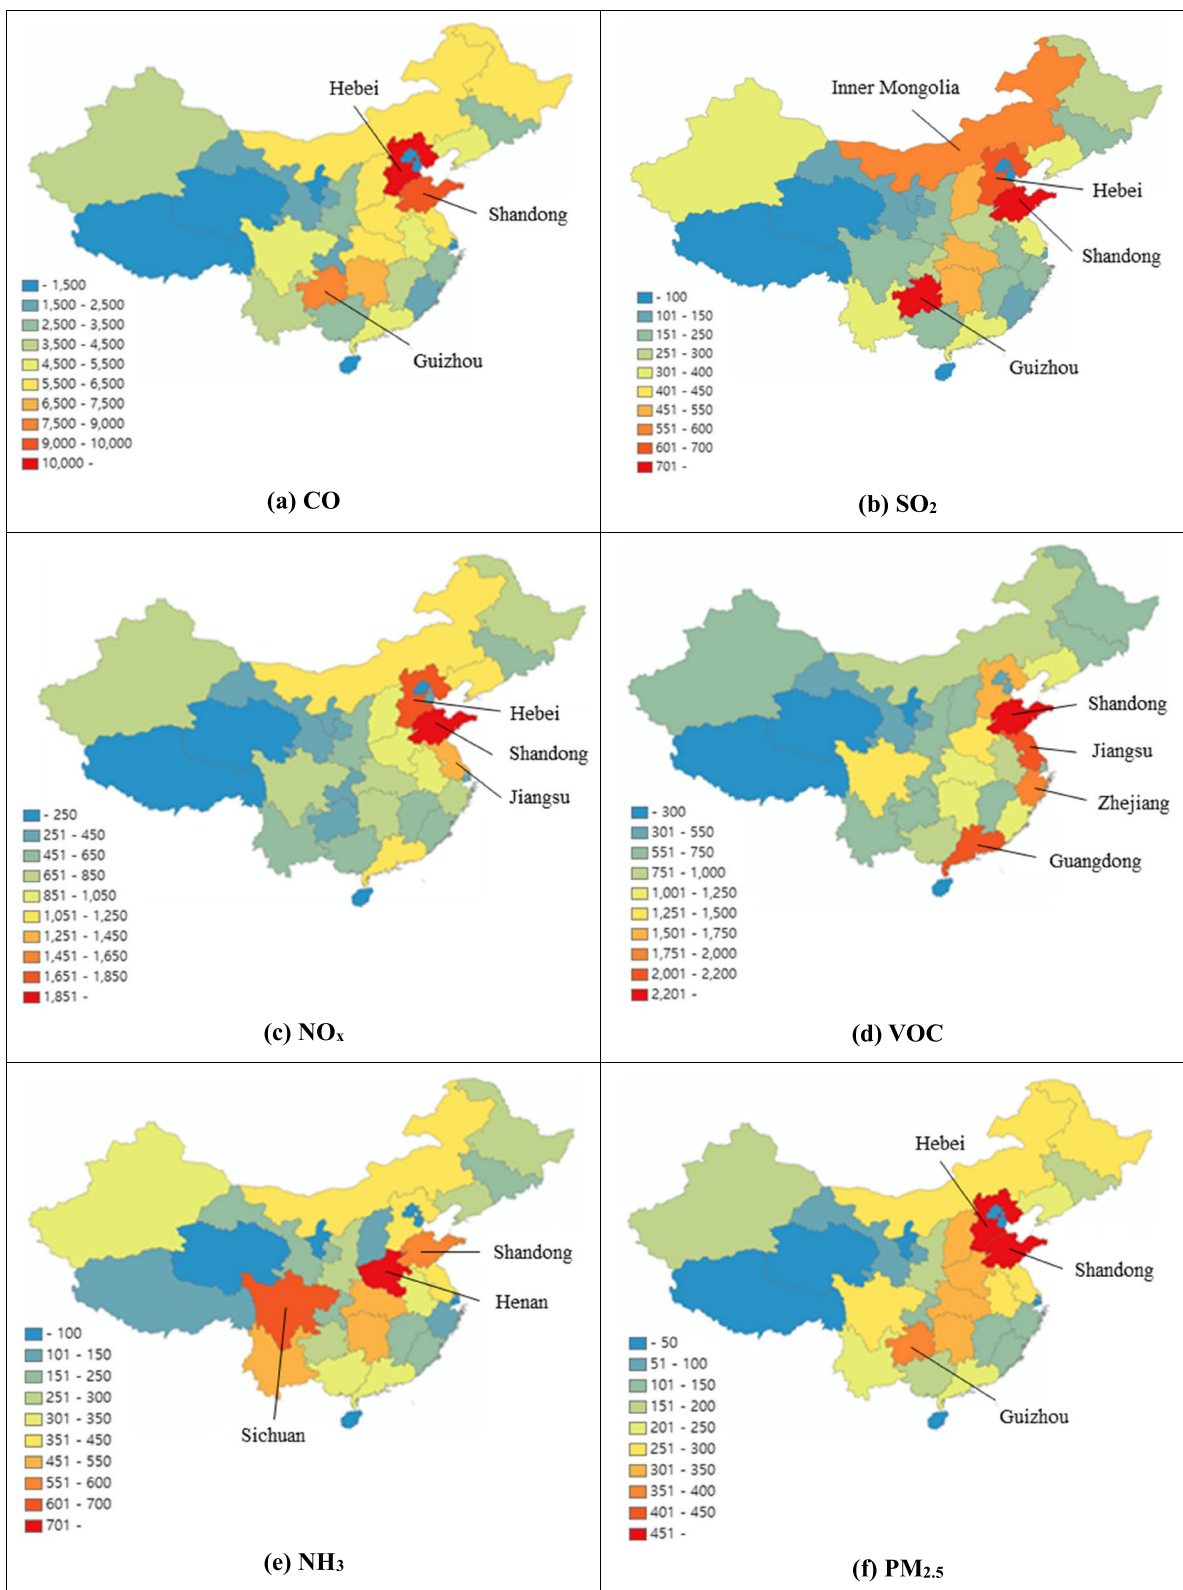 Hebei
Shandong
Guizhou
- 1,500
1,500 - 2,500
2,500 - 3,500
3,500 - 4,500
4,500 - 5,500
5,500 - 6,500
6,500 - 7,500
7,500 - 9,000
9,000 - 10,000
10,000 -
(a) CO
Inner Mongolia
Hebei
Shandong
Guizhou
- 100
101 - 150
151 - 250
251 - 300
301 - 400
401 - 450
451 - 550
551 - 600
601 - 700
701 -
(b) SO₂
Hebei
Shandong
Jiangsu
- 250
251 - 450
451 - 650
651 - 850
851 - 1,050
1,051 - 1,250
1,251 - 1,450
1,451 - 1,650
1,651 - 1,850
1,851 -
(c) NOₓ
Shandong
Jiangsu
Zhejiang
Guangdong
- 300
301 - 550
551 - 750
751 - 1,000
1,001 - 1,250
1,251 - 1,500
1,501 - 1,750
1,751 - 2,000
2,001 - 2,200
2,201 -
(d) VOC
Shandong
Henan
Sichuan
- 100
101 - 150
151 - 250
251 - 300
301 - 350
351 - 450
451 - 550
551 - 600
601 - 700
701 -
(e) NH₃
Hebei
Shandong
Guizhou
- 50
51 - 100
101 - 150
151 - 200
201 - 250
251 - 300
301 - 350
351 - 400
401 - 450
451 -
(f) PM₂.₅